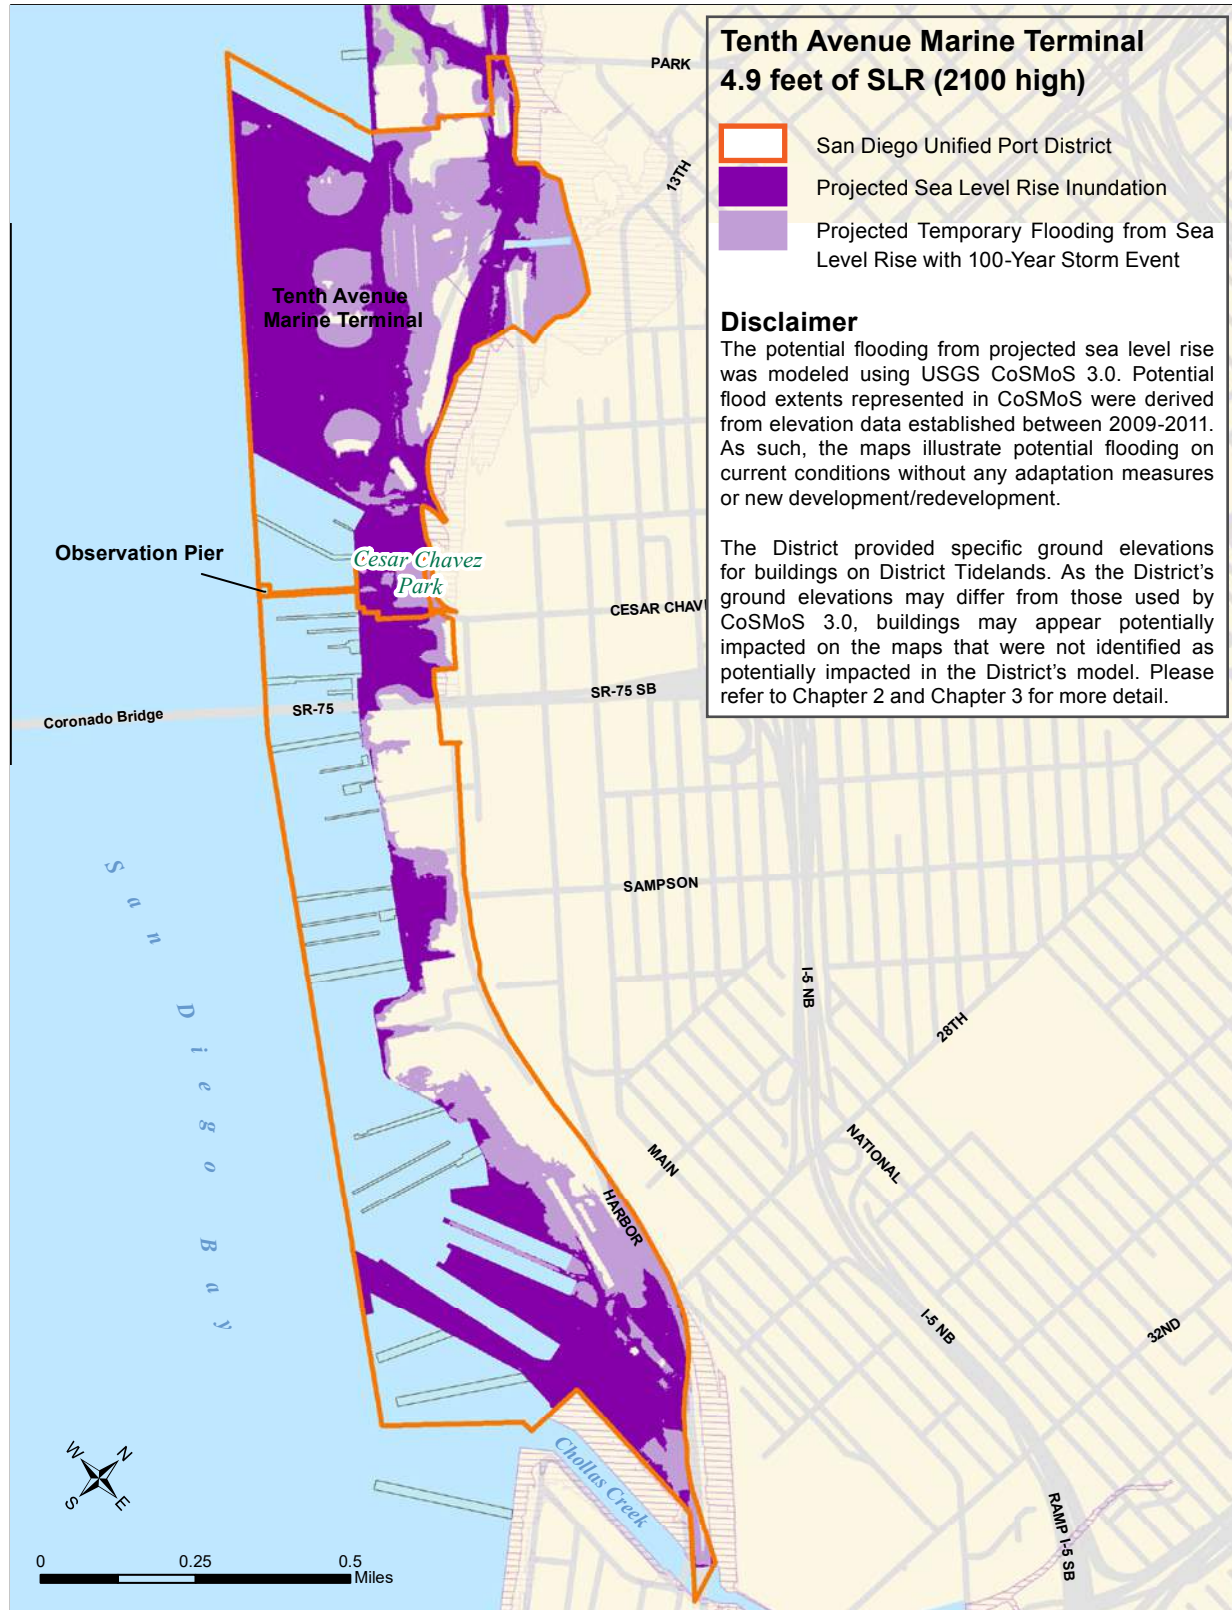 Tenth Avenue Marine Terminal
4.9 feet of SLR (2100 high)
San Diego Unified Port District
Projected Sea Level Rise Inundation
Projected Temporary Flooding from Sea
Level Rise with 100-Year Storm Event
Disclaimer
The potential flooding from projected sea level rise
was modeled using USGS CoSMoS 3.0. Potential
flood extents represented in CoSMoS were derived
from elevation data established between 2009-2011.
As such, the maps illustrate potential flooding on
current conditions without any adaptation measures
or new development/redevelopment.
The District provided specific ground elevations
for buildings on District Tidelands. As the District's
ground elevations may differ from those used by
CoSMoS 3.0, buildings may appear potentially
impacted on the maps that were not identified as
potentially impacted in the District's model. Please
refer to Chapter 2 and Chapter 3 for more detail.
PARK
13TH
Tenth Avenue
Marine Terminal
Observation Pier
Cesar Chavez
Park
CESAR CHAV
SR-75 SB
SR-75
Coronado Bridge
SAMPSON
San Diego Bay
I-5 NB
28TH
MAIN
NATIONAL
HARBOR
I-5 NB
32ND
Chollas Creek
RAMP I-5 SB
W N
S E
0 0.25 0.5
Miles